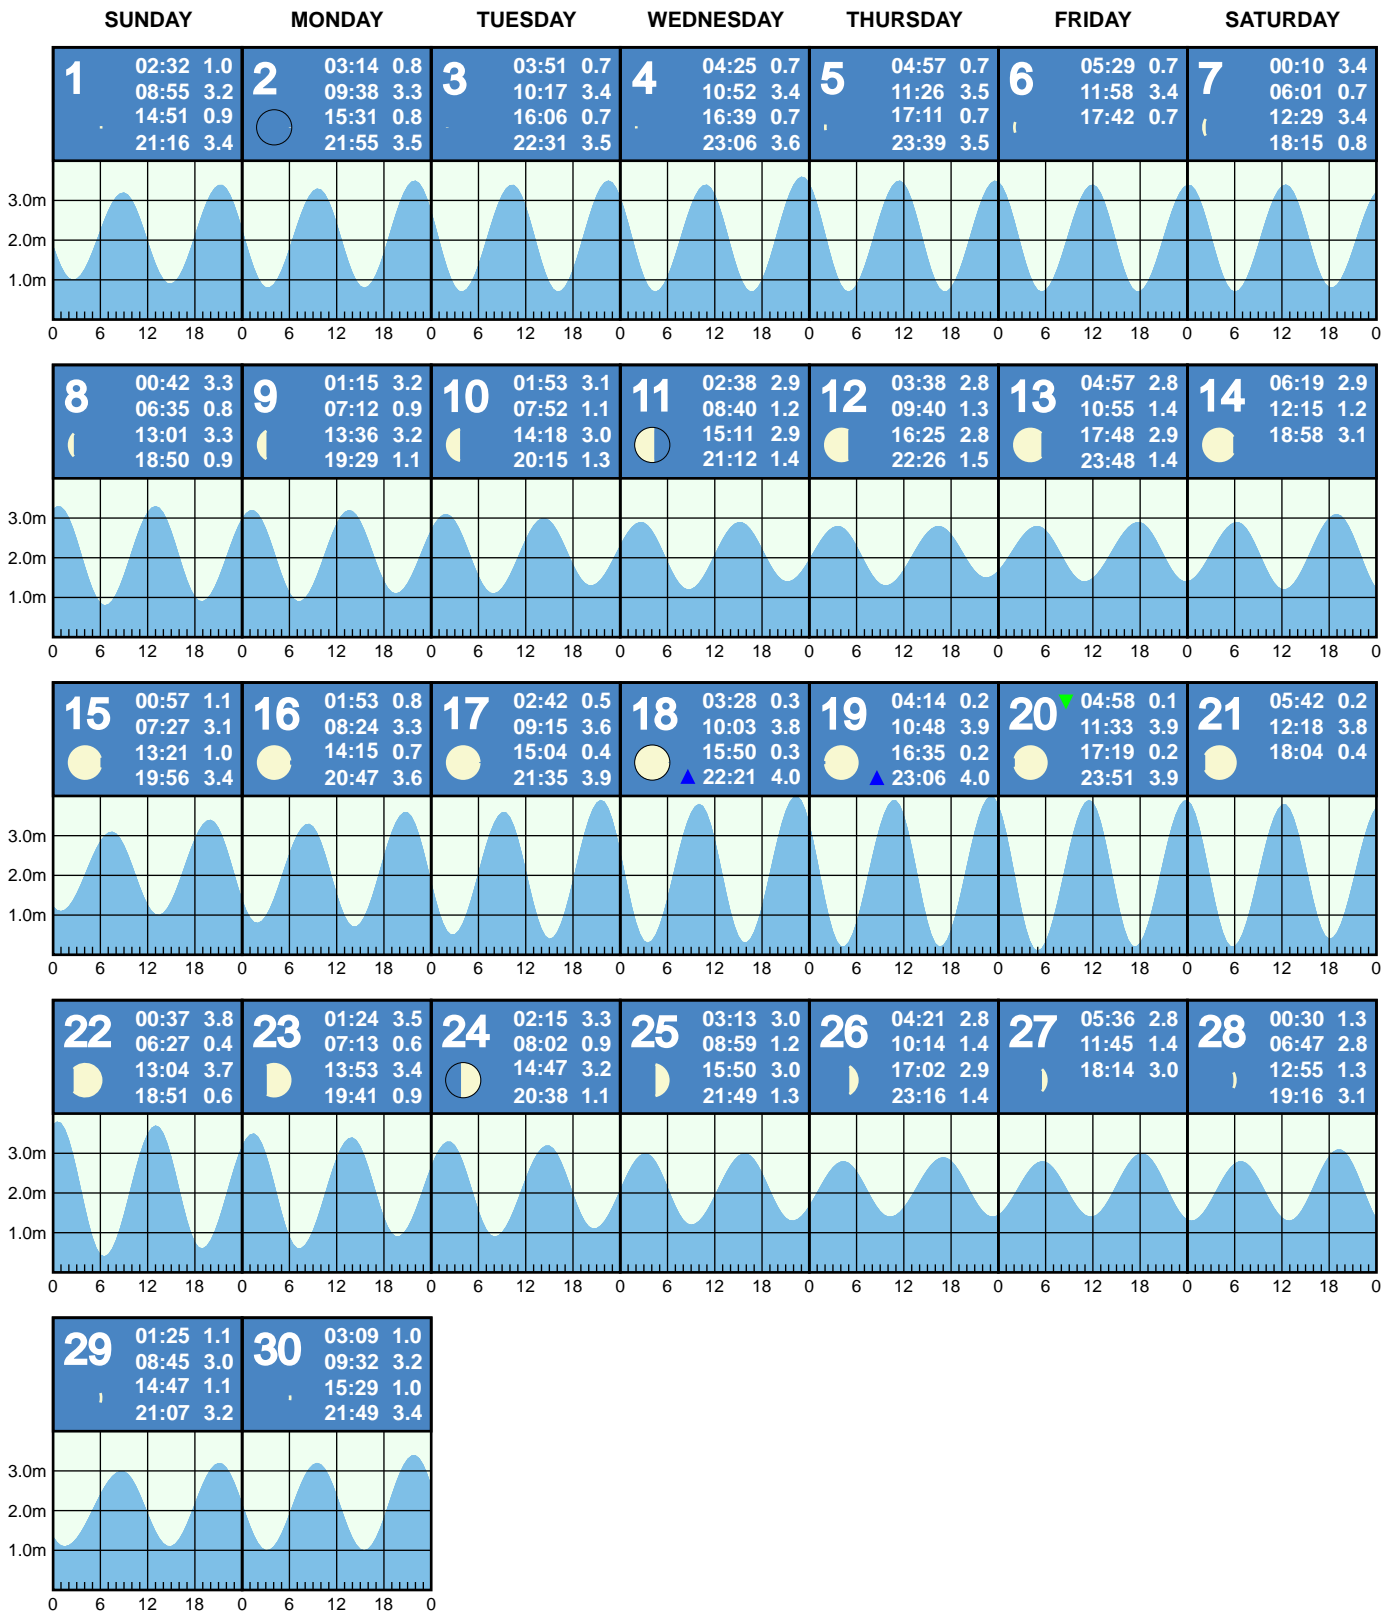 SUNDAY MONDAY TUESDAY WEDNESDAY THURSDAY FRIDAY SATURDAY
1 02:32 1.0
08:55 3.2
14:51 0.9
21:16 3.4
2 03:14 0.8
09:38 3.3
15:31 0.8
21:55 3.5
3 03:51 0.7
10:17 3.4
16:06 0.7
22:31 3.5
4 04:25 0.7
10:52 3.4
16:39 0.7
23:06 3.6
5 04:57 0.7
11:26 3.5
17:11 0.7
23:39 3.5
6 05:29 0.7
11:58 3.4
17:42 0.7
7 00:10 3.4
06:01 0.7
12:29 3.4
18:15 0.8
3.0m
2.0m
1.0m
0 6 12 18 0 6 12 18 0 6 12 18 0 6 12 18 0 6 12 18 0 6 12 18 0 6 12 18 0
8 00:42 3.3
06:35 0.8
13:01 3.3
18:50 0.9
9 01:15 3.2
07:12 0.9
13:36 3.2
19:29 1.1
10 01:53 3.1
07:52 1.1
14:18 3.0
20:15 1.3
11 02:38 2.9
08:40 1.2
15:11 2.9
21:12 1.4
12 03:38 2.8
09:40 1.3
16:25 2.8
22:26 1.5
13 04:57 2.8
10:55 1.4
17:48 2.9
23:48 1.4
14 06:19 2.9
12:15 1.2
18:58 3.1
3.0m
2.0m
1.0m
0 6 12 18 0 6 12 18 0 6 12 18 0 6 12 18 0 6 12 18 0 6 12 18 0 6 12 18 0
15 00:57 1.1
07:27 3.1
13:21 1.0
19:56 3.4
16 01:53 0.8
08:24 3.3
14:15 0.7
20:47 3.6
17 02:42 0.5
09:15 3.6
15:04 0.4
21:35 3.9
18 03:28 0.3
10:03 3.8
15:50 0.3
22:21 4.0
19 04:14 0.2
10:48 3.9
16:35 0.2
23:06 4.0
20 04:58 0.1
11:33 3.9
17:19 0.2
23:51 3.9
21 05:42 0.2
12:18 3.8
18:04 0.4
3.0m
2.0m
1.0m
0 6 12 18 0 6 12 18 0 6 12 18 0 6 12 18 0 6 12 18 0 6 12 18 0 6 12 18 0
22 00:37 3.8
06:27 0.4
13:04 3.7
18:51 0.6
23 01:24 3.5
07:13 0.6
13:53 3.4
19:41 0.9
24 02:15 3.3
08:02 0.9
14:47 3.2
20:38 1.1
25 03:13 3.0
08:59 1.2
15:50 3.0
21:49 1.3
26 04:21 2.8
10:14 1.4
17:02 2.9
23:16 1.4
27 05:36 2.8
11:45 1.4
18:14 3.0
28 00:30 1.3
06:47 2.8
12:55 1.3
19:16 3.1
3.0m
2.0m
1.0m
0 6 12 18 0 6 12 18 0 6 12 18 0 6 12 18 0 6 12 18 0 6 12 18 0 6 12 18 0
29 01:25 1.1
08:45 3.0
14:47 1.1
21:07 3.2
30 03:09 1.0
09:32 3.2
15:29 1.0
21:49 3.4
3.0m
2.0m
1.0m
0 6 12 18 0 6 12 18 0